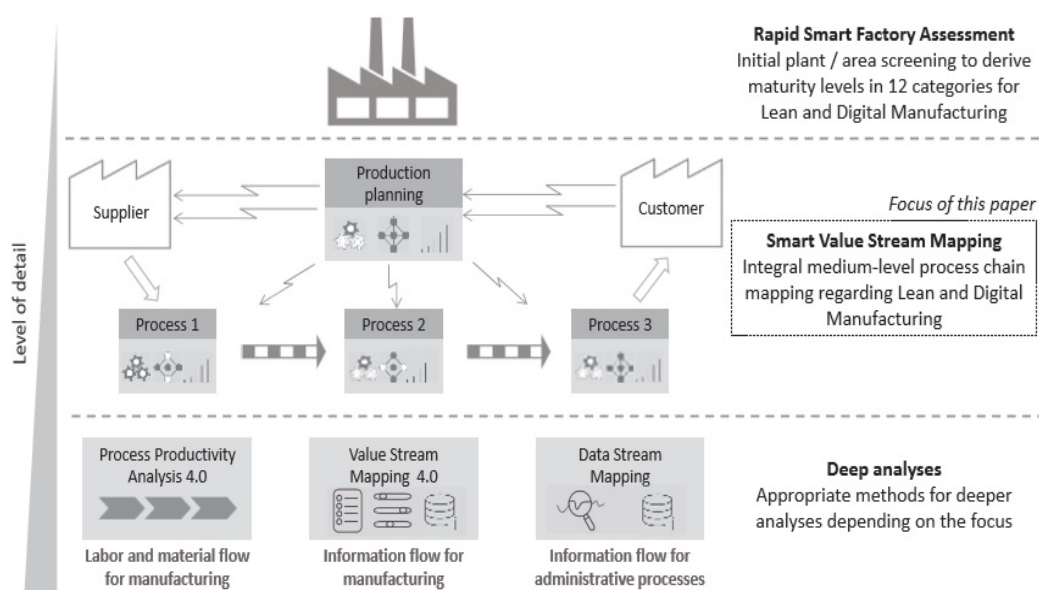 Rapid Smart Factory Assessment
Initial plant / area screening to derive
maturity levels in 12 categories for
Lean and Digital Manufacturing
Level of detail
Supplier
Production
planning
Customer
Process 1
Process 2
Process 3
Focus of this paper
Smart Value Stream Mapping
Integral medium-level process chain
mapping regarding Lean and Digital
Manufacturing
Process Productivity
Analysis 4.0
Labor and material flow
for manufacturing
Value Stream
Mapping 4.0
Information flow for
manufacturing
Data Stream
Mapping
Information flow for
administrative processes
Deep analyses
Appropriate methods for deeper
analyses depending on the focus